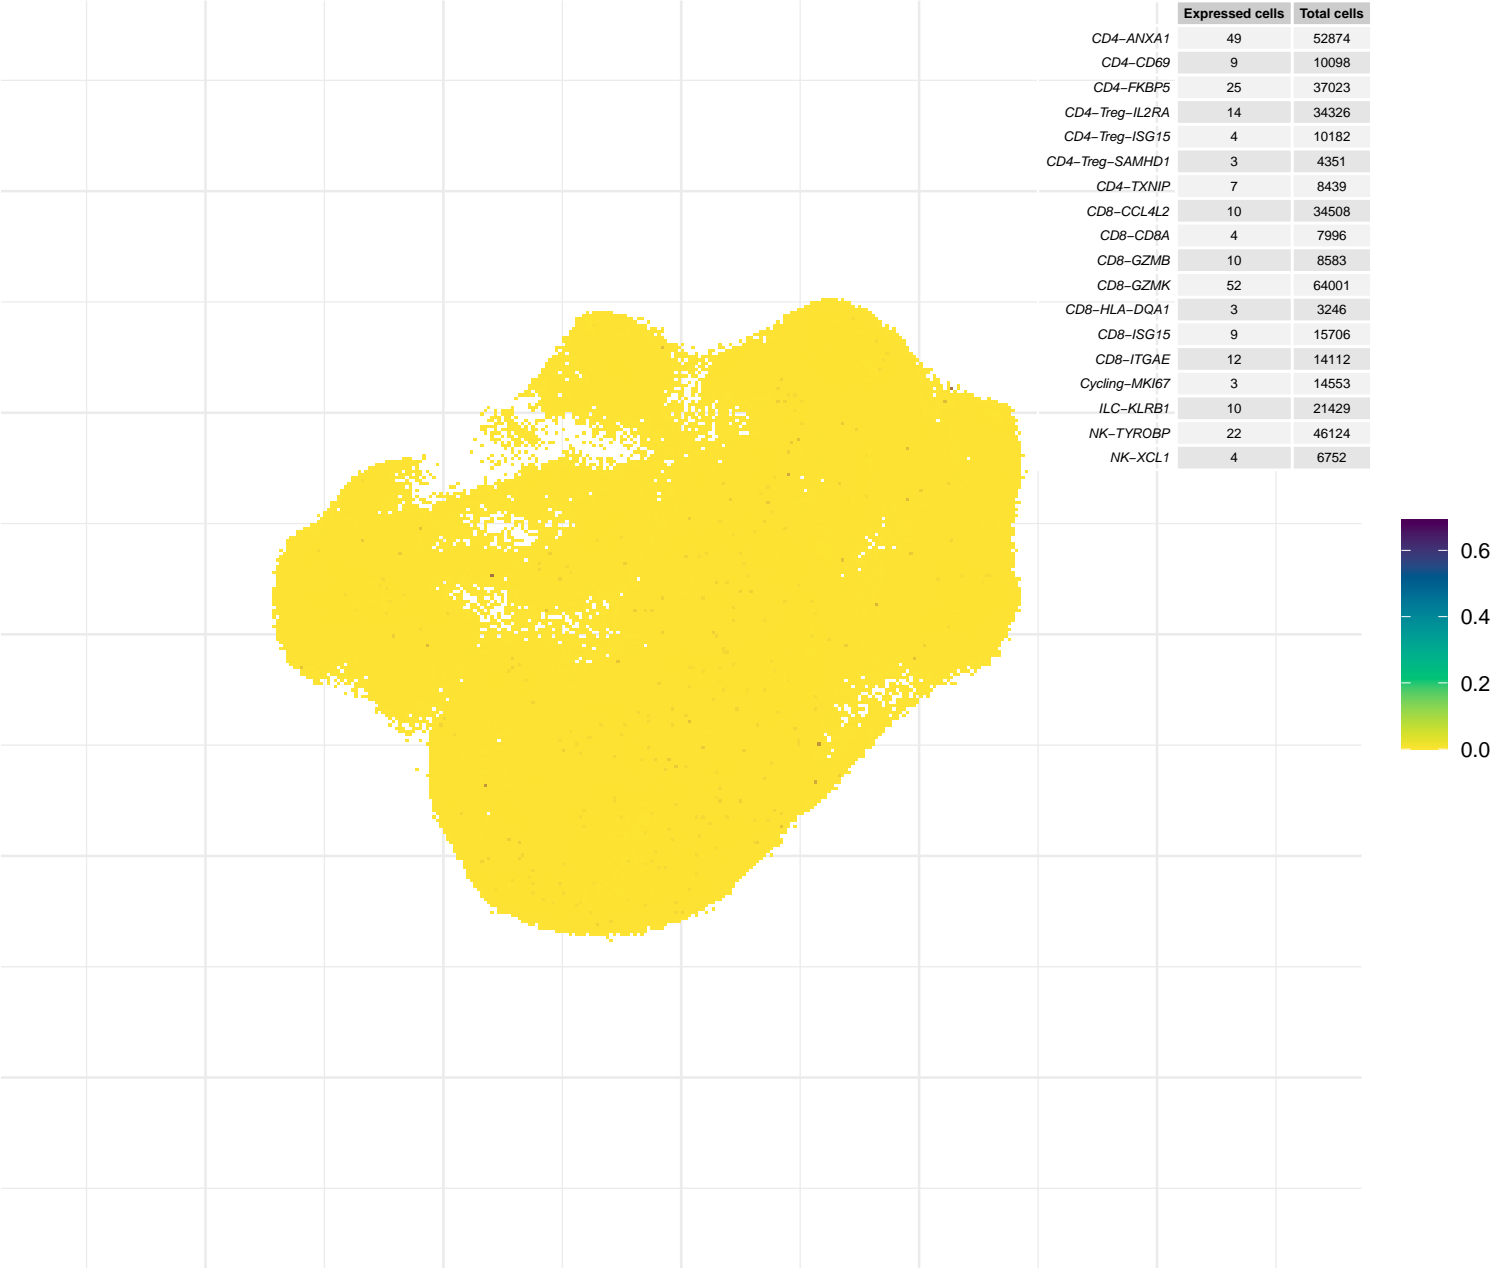 Expressed cells Total cells
CD4−ANXA1 49 52874
CD4−CD69 9 10098
CD4−FKBP5 25 37023
CD4−Treg−IL2RA 14 34326
CD4−Treg−ISG15 4 10182
CD4−Treg−SAMHD1 3 4351
CD4−TXNIP 7 8439
CD8−CCL4L2 10 34508
CD8−CD8A 4 7996
CD8−GZMB 10 8583
CD8−GZMK 52 64001
CD8−HLA−DQA1 3 3246
CD8−ISG15 9 15706
CD8−ITGAE 12 14112
Cycling−MKI67 3 14553
ILC−KLRB1 10 21429
NK−TYROBP 22 46124
NK−XCL1 4 6752
0.6
0.4
0.2
0.0